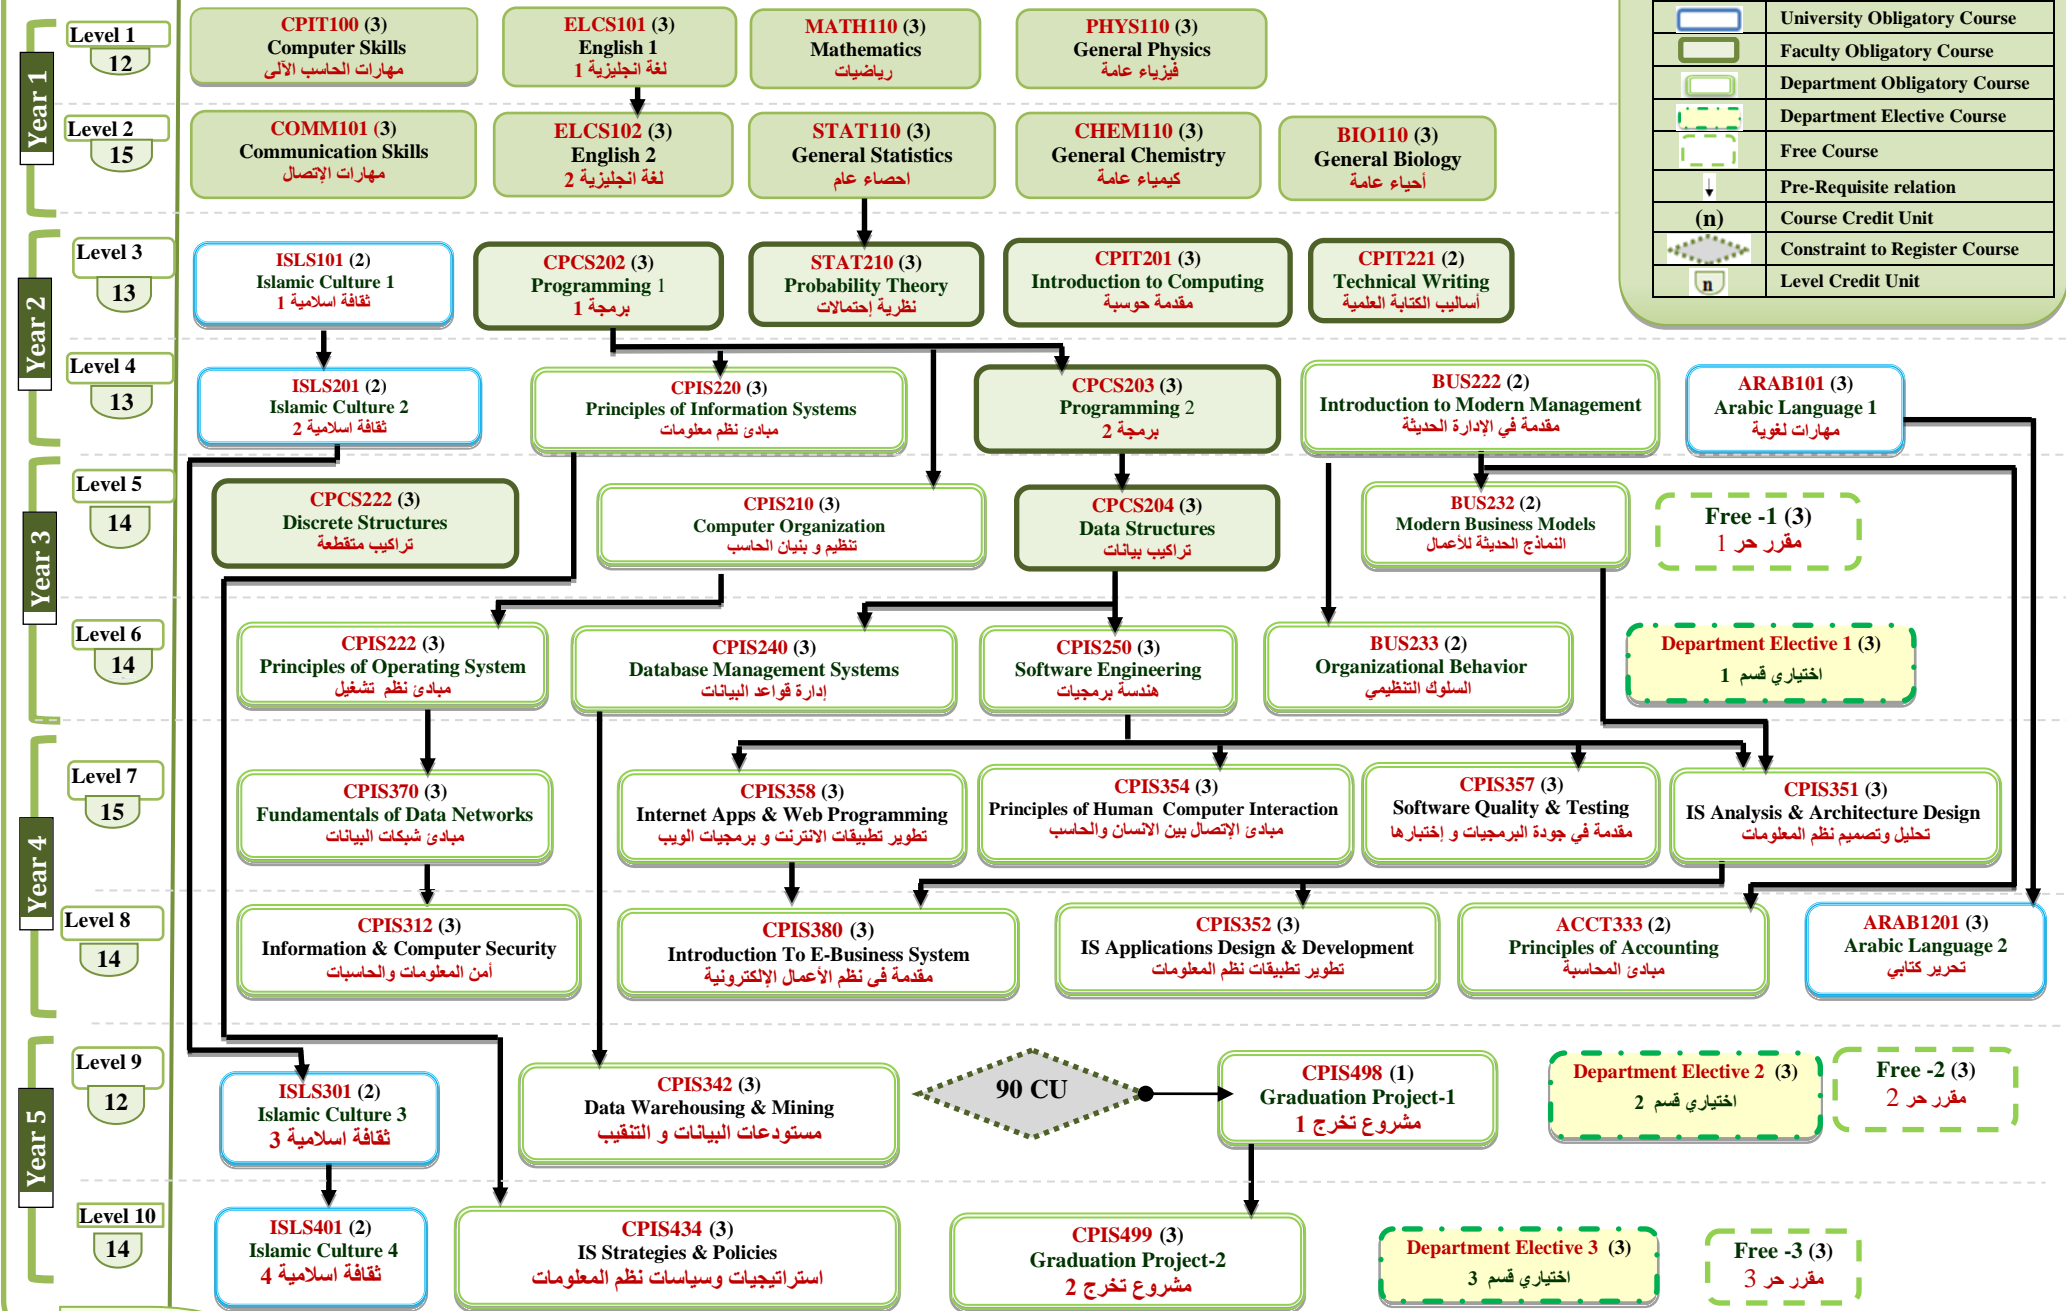 University Obligatory Course
Faculty Obligatory Course
Department Obligatory Course
Department Elective Course
Free Course
Pre-Requisite relation
(n) Course Credit Unit
Constraint to Register Course
n Level Credit Unit
Year 1
Level 1
12
CPIT100 (3)
Computer Skills
مهارات الحاسب الآلى
ELCS101 (3)
English 1
لغة انجليزية 1
MATH110 (3)
Mathematics
رياضيات
PHYS110 (3)
General Physics
فيزياء عامة
Level 2
15
COMM101 (3)
Communication Skills
مهارات الإتصال
ELCS102 (3)
English 2
لغة انجليزية 2
STAT110 (3)
General Statistics
احصاء عام
CHEM110 (3)
General Chemistry
كيمياء عامة
BIO110 (3)
General Biology
أحياء عامة
Year 2
Level 3
13
ISLS101 (2)
Islamic Culture 1
ثقافة اسلامية 1
CPCS202 (3)
Programming 1
برمجة 1
STAT210 (3)
Probability Theory
نظرية إحتمالات
CPIT201 (3)
Introduction to Computing
مقدمة حوسبة
CPIT221 (2)
Technical Writing
أساليب الكتابة العلمية
Level 4
13
ISLS201 (2)
Islamic Culture 2
ثقافة اسلامية 2
CPIS220 (3)
Principles of Information Systems
مبادئ نظم معلومات
CPCS203 (3)
Programming 2
برمجة 2
BUS222 (2)
Introduction to Modern Management
مقدمة في الإدارة الحديثة
ARAB101 (3)
Arabic Language 1
مهارات لغوية
Year 3
Level 5
14
CPCS222 (3)
Discrete Structures
تراكيب متقطعة
CPIS210 (3)
Computer Organization
تنظيم و بنيان الحاسب
CPCS204 (3)
Data Structures
تراكيب بيانات
BUS232 (2)
Modern Business Models
النماذج الحديثة للأعمال
Free -1 (3)
مقرر حر 1
Level 6
14
CPIS222 (3)
Principles of Operating System
مبادئ نظم تشغيل
CPIS240 (3)
Database Management Systems
إدارة قواعد البيانات
CPIS250 (3)
Software Engineering
هندسة برمجيات
BUS233 (2)
Organizational Behavior
السلوك التنظيمي
Department Elective 1 (3)
اختياري قسم 1
Year 4
Level 7
15
CPIS370 (3)
Fundamentals of Data Networks
مبادئ شبكات البيانات
CPIS358 (3)
Internet Apps & Web Programming
تطوير تطبيقات الانترنت و برمجيات الويب
CPIS354 (3)
Principles of Human Computer Interaction
مبادئ الإتصال بين الانسان والحاسب
CPIS357 (3)
Software Quality & Testing
مقدمة في جودة البرمجيات و إختبارها
CPIS351 (3)
IS Analysis & Architecture Design
تحليل وتصميم نظم المعلومات
Level 8
14
CPIS312 (3)
Information & Computer Security
أمن المعلومات والحاسبات
CPIS380 (3)
Introduction To E-Business System
مقدمة في نظم الأعمال الإلكترونية
CPIS352 (3)
IS Applications Design & Development
تطوير تطبيقات نظم المعلومات
ACCT333 (2)
Principles of Accounting
مبادئ المحاسبة
ARAB1201 (3)
Arabic Language 2
تحرير كتابي
Year 5
Level 9
12
ISLS301 (2)
Islamic Culture 3
ثقافة اسلامية 3
CPIS342 (3)
Data Warehousing & Mining
مستودعات البيانات و التنقيب
90 CU
CPIS498 (1)
Graduation Project-1
مشروع تخرج 1
Department Elective 2 (3)
اختياري قسم 2
Free -2 (3)
مقرر حر 2
Level 10
14
ISLS401 (2)
Islamic Culture 4
ثقافة اسلامية 4
CPIS434 (3)
IS Strategies & Policies
استراتيجيات وسياسات نظم المعلومات
CPIS499 (3)
Graduation Project-2
مشروع تخرج 2
Department Elective 3 (3)
اختياري قسم 3
Free -3 (3)
مقرر حر 3